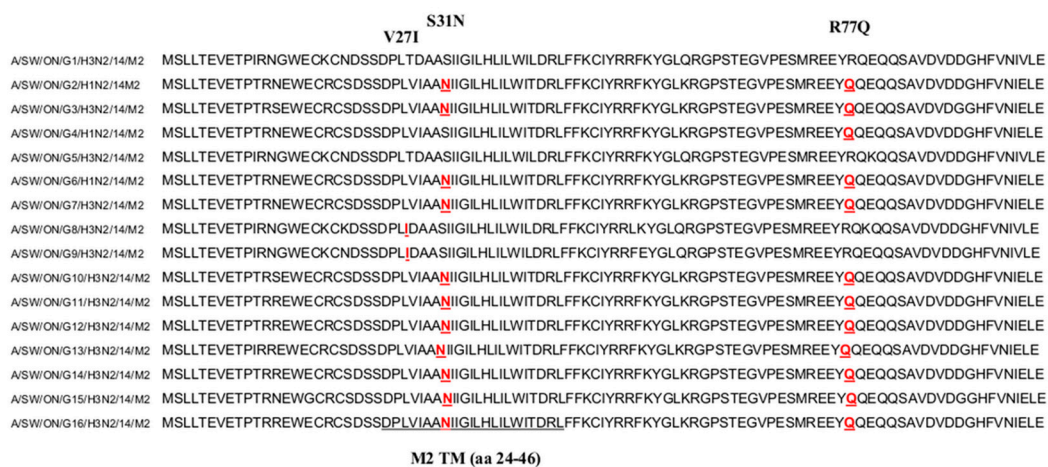 S31N
V27I
R77Q
A/SW/ON/G1/H3N2/14/M2 MSLLTEVETPIRNGWECKCNDSSDPLTDAASIIGILHLILWILDRLFFKCIYRRFKYGLQRGPSTEGVPESMREEYRQEQQSAVDVDDGHFVNIVLE
A/SW/ON/G2/H1N2/14M2 MSLLTEVETPTRNEWECRCSDSSDPLVIAANIIGILHLILWITDRLFFKCIYRRFKYGLKRGPSTEGVPESMREEYQQEQQSAVDVDDGHFVNIELE
A/SW/ON/G3/H3N2/14/M2 MSLLTEVETPTRNGWECRCSDSSDPLVIAANIIGILHLILWITDRLFFKCIYRRFKYGLKRGPSTEGVPESMREEYQQEQQSAVDVDDGHFVNIELE
A/SW/ON/G4/H1N2/14/M2 MSLLTEVETPTRNEWECRCSDSSDPLVIAASIIGILHLILWITDRLFFKCIYRRFKYGLKRGPSTEGVPESMREEYQQEQQSAVDVDDGHFVNIELE
A/SW/ON/G5/H3N2/14/M2 MSLLTEVETPIRNGWECKCNDSSDPLTDAASIIGILHLILWILDRLFFKCIYRRFKYGLQRGPSTEGVPESMREEYRQKQQSAVDVDDGHFVNIVLE
A/SW/ON/G6/H1N2/14/M2 MSLLTEVETPTRNEWECRCSDSSDPLVIAANIIGILHLILWITDRLFFKCIYRRFKYGLKRGPSTEGVPESMREEYQQEQQSAVDVDDGHFVNIELE
A/SW/ON/G7/H3N2/14/M2 MSLLTEVETPTRNEWECRCSDSSDPLVIAANIIGILHLILWITDRLFFKCIYRRFKYGLKRGPSTEGVPESMREEYQQEQQSAVDVDDGHFVNIELE
A/SW/ON/G8/H3N2/14/M2 MSLLTEVETPIRNGWECKCKDSSDPLIDAASIIGILHLILWILDRLFFKCIYRRLKYGLQRGPSTEGVPESMREEYRQKQQSAVDVDDGHFVNIVLE
A/SW/ON/G9/H3N2/14/M2 MSLLTEVETPIRNGWECKCNDSSDPLIDAASIIGILHLILWILDRLFFKCIYRRFEYGLQRGPSTEGVPESMREEYRQEQQSAVDVDDGHFVNIVLE
A/SW/ON/G10/H3N2/14/M2 MSLLTEVETPTRSEWECRCSDSSDPLVIAANIIGILHLILWITDRLFFKCIYRRFKYGLKRGPSTEGVPESMREEYQQEQQSAVDVDDGHFVNIELE
A/SW/ON/G11/H3N2/14/M2 MSLLTEVETPTRREWECRCSDSSDPLVIAANIIGILHLILWITDRLFFKCIYRRFKYGLKRGPSTEGVPESMREEYQQEQQSAVDVDDGHFVNIELE
A/SW/ON/G12/H3N2/14/M2 MSLLTEVETPTRREWECRCSDSSDPLVIAANIIGILHLILWITDRLFFKCIYRRFKYGLKRGPSTEGVPESMREEYQQEQQSAVDVDDGHFVNIELE
A/SW/ON/G13/H3N2/14/M2 MSLLTEVETPIRREWECRCSDSSDPLVIAANIIGILHLILWITDRLFFKCIYRRFKYGLKRGPSTEGVPESMREEYQQEQQSAVDVDDGHFVNIELE
A/SW/ON/G14/H3N2/14/M2 MSLLTEVETPTRREWECRCSDSSDPLVIAANIIGILHLILWITDRLFFKCIYRRFKYGLKRGPSTEGVPESMREEYQQEQQSAVDVDDGHFVNIELE
A/SW/ON/G15/H3N2/14/M2 MSLLTEVETPTRNEWGCRCSDSSDPLVIAANIIGILHLILWITDRLFFKCIYRRFKYGLKRGPSTEGVPESMREEYQQEQQSAVDVDDGHFVNIELE
A/SW/ON/G16/H3N2/14/M2 MSLLTEVETPTRNEWECRCSDSSDPLVIAANIIGILHLILWITDRLFFKCIYRRFKYGLKRGPSTEGVPESMREEYQQEQQSAVDVDDGHFVNIELE
M2 TM (aa 24-46)